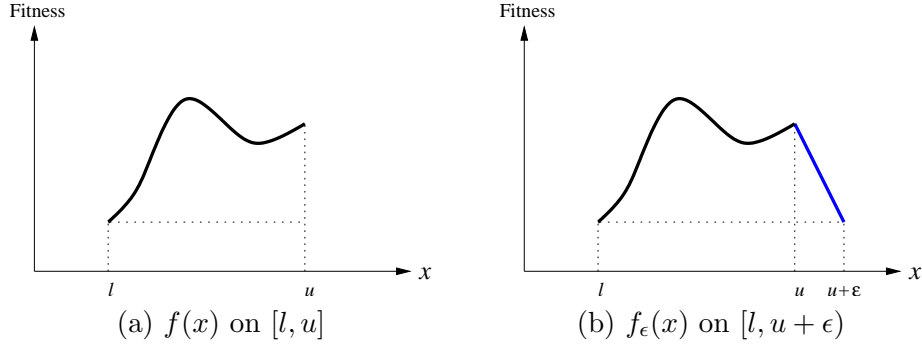 Fitness
x
l
u
(a) f(x) on [l, u]
Fitness
x
l
u
u+ε
(b) fϵ(x) on [l, u + ϵ)